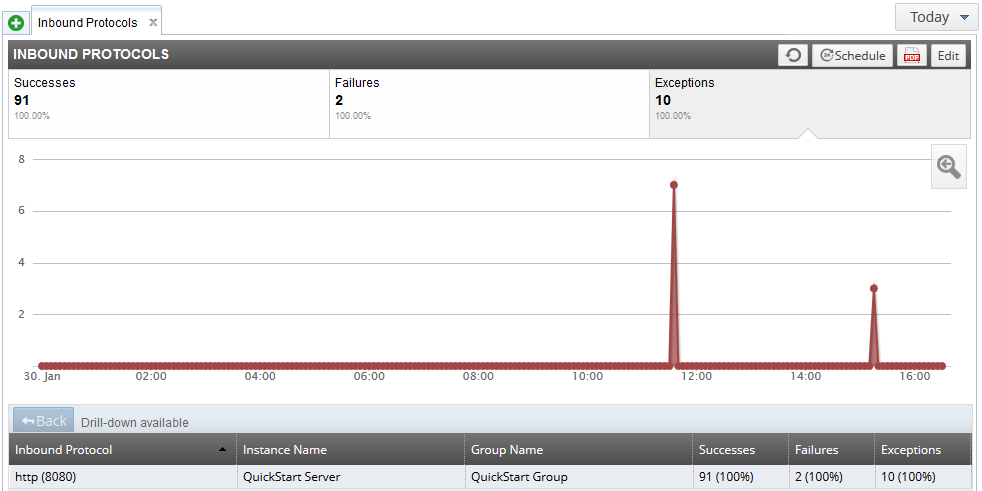 Inbound Protocols x
Today
INBOUND PROTOCOLS
Schedule PDF Edit
Successes Failures Exceptions
91 2 10
100.00% 100.00% 100.00%
8
6
4
2
30. Jan 02:00 04:00 06:00 08:00 10:00 12:00 14:00 16:00
Back Drill-down available
Inbound Protocol Instance Name Group Name Successes Failures Exceptions
http (8080) QuickStart Server QuickStart Group 91 (100%) 2 (100%) 10 (100%)